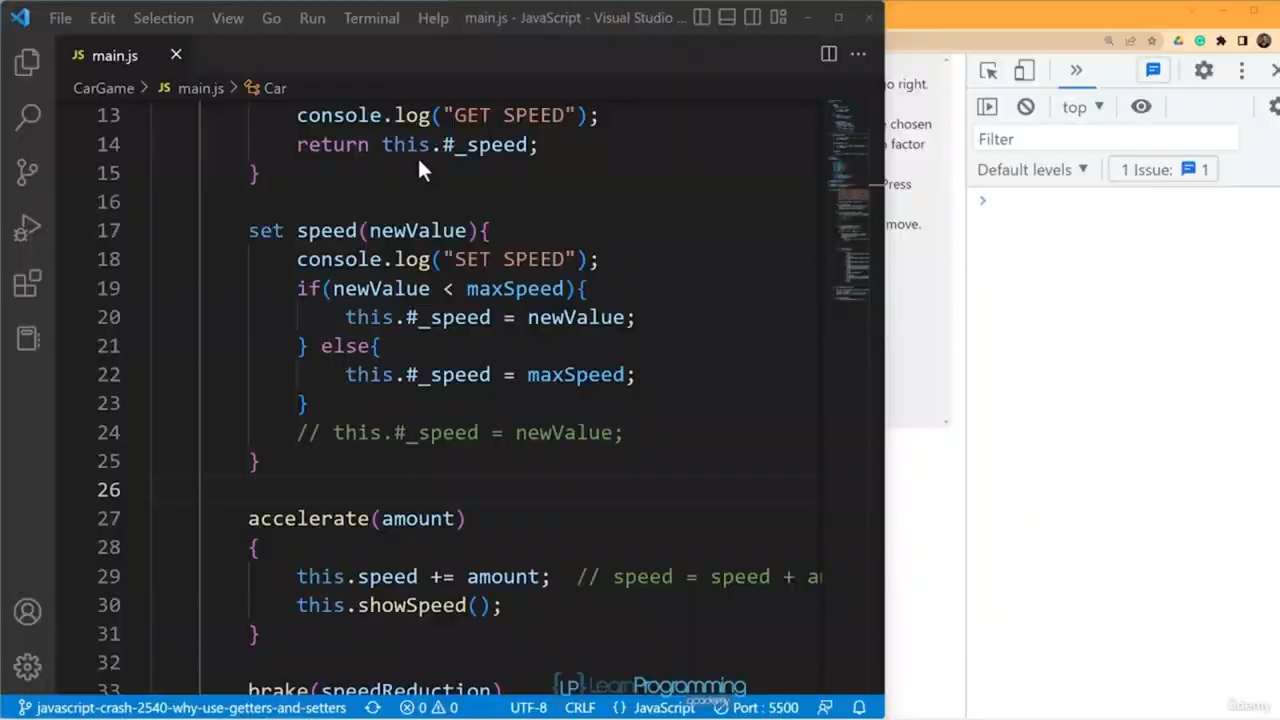 File Edit Selection View Go Run Terminal Help main.js - JavaScript - Visual Studio ...
JS main.js
CarGame > JS main.js > Car
13 console.log("GET SPEED");
14 return this.#_speed;
15 }
16
17 set speed(newValue){
18 console.log("SET SPEED");
19 if(newValue < maxSpeed){
20 this.#_speed = newValue;
21 } else{
22 this.#_speed = maxSpeed;
23 }
24 // this.#_speed = newValue;
25 }
26
27 accelerate(amount)
28 {
29 this.speed += amount; // speed = speed + a
30 this.showSpeed();
31 }
32
33 brake(speedReduction)
{LP} LearnProgramming
academy
javascript-crash-2540-why-use-getters-and-setters 0 0 UTF-8 CRLF {} JavaScript Port : 5500
go right.
chosen
factor
Press
move.
top
Filter
Default levels 1 Issue: 1
>
ûdemy